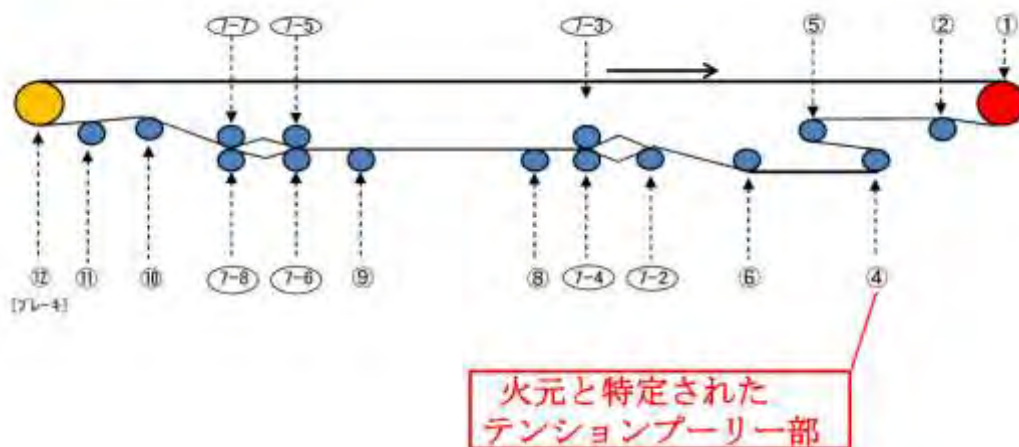 7-7 7-5 7-3 ⑤ ② ①
⑫ ⑪ ⑩ 7-8 7-6 ⑨ ⑧ 7-4 7-2 ⑥ ④
[ブレーキ]
火元と特定された
テンションプーリー部